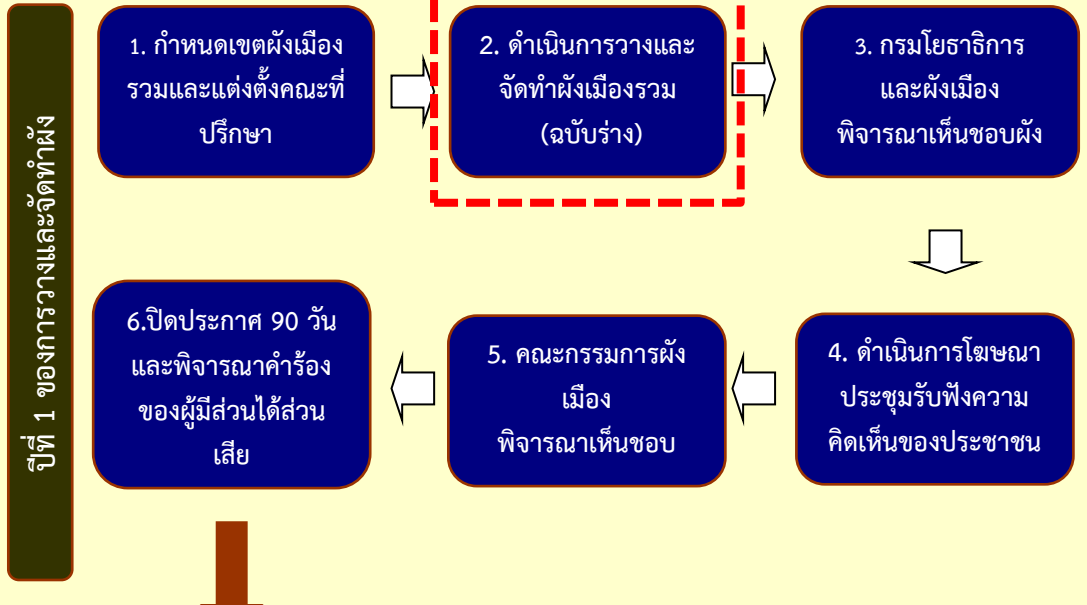 ปีที่ 1 ของการวางและจัดทำผัง
1. กำหนดเขตผังเมือง
รวมและแต่งตั้งคณะที่
ปรึกษา
2. ดำเนินการวางและ
จัดทำผังเมืองรวม
(ฉบับร่าง)
3. กรมโยธาธิการ
และผังเมือง
พิจารณาเห็นชอบผัง
4. ดำเนินการโฆษณา
ประชุมรับฟังความ
คิดเห็นของประชาชน
5. คณะกรรมการผัง
เมือง
พิจารณาเห็นชอบ
6.ปิดประกาศ 90 วัน
และพิจารณาคำร้อง
ของผู้มีส่วนได้ส่วน
เสีย